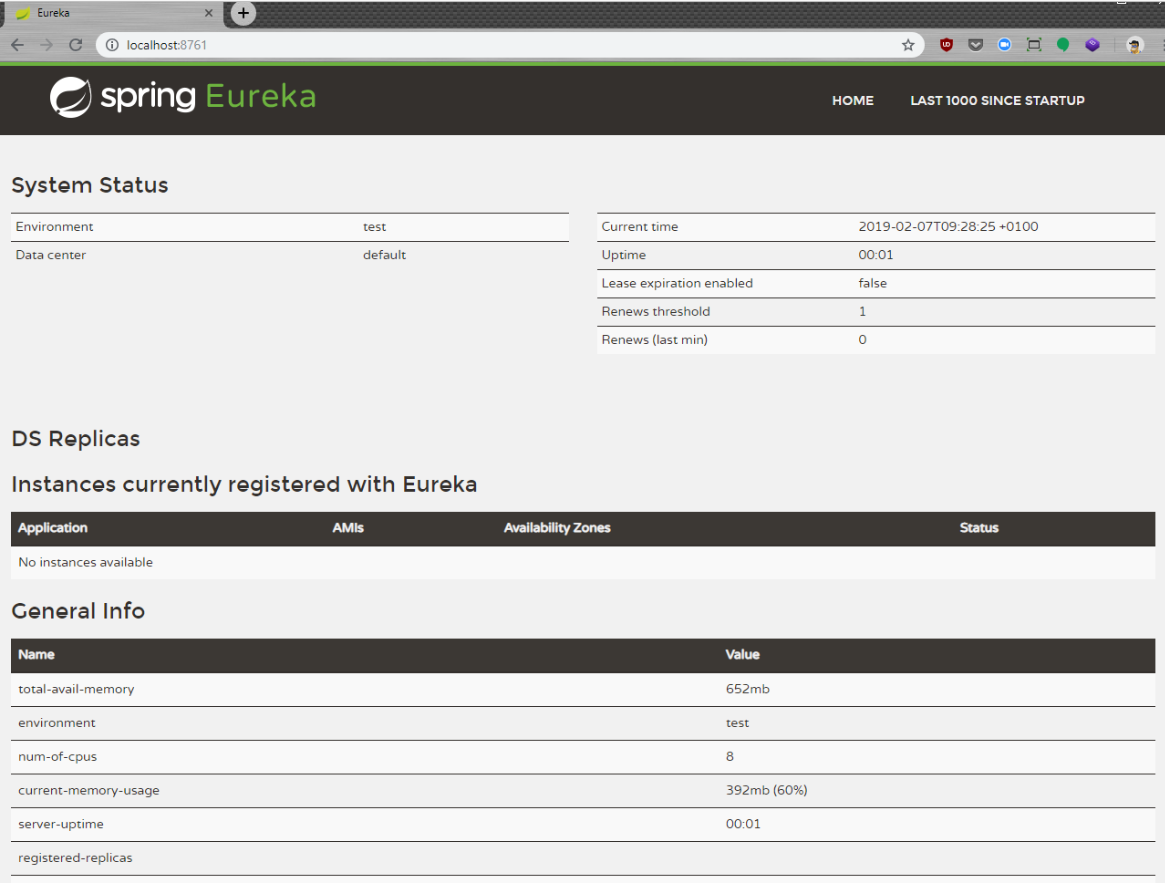 Eureka
localhost:8761
spring Eureka
HOME LAST 1000 SINCE STARTUP
System Status
Environment test
Data center default
Current time 2019-02-07T09:28:25 +0100
Uptime 00:01
Lease expiration enabled false
Renews threshold 1
Renews (last min) 0
DS Replicas
Instances currently registered with Eureka
Application AMIs Availability Zones Status
No instances available
General Info
Name Value
total-avail-memory 652mb
environment test
num-of-cpus 8
current-memory-usage 392mb (60%)
server-uptime 00:01
registered-replicas